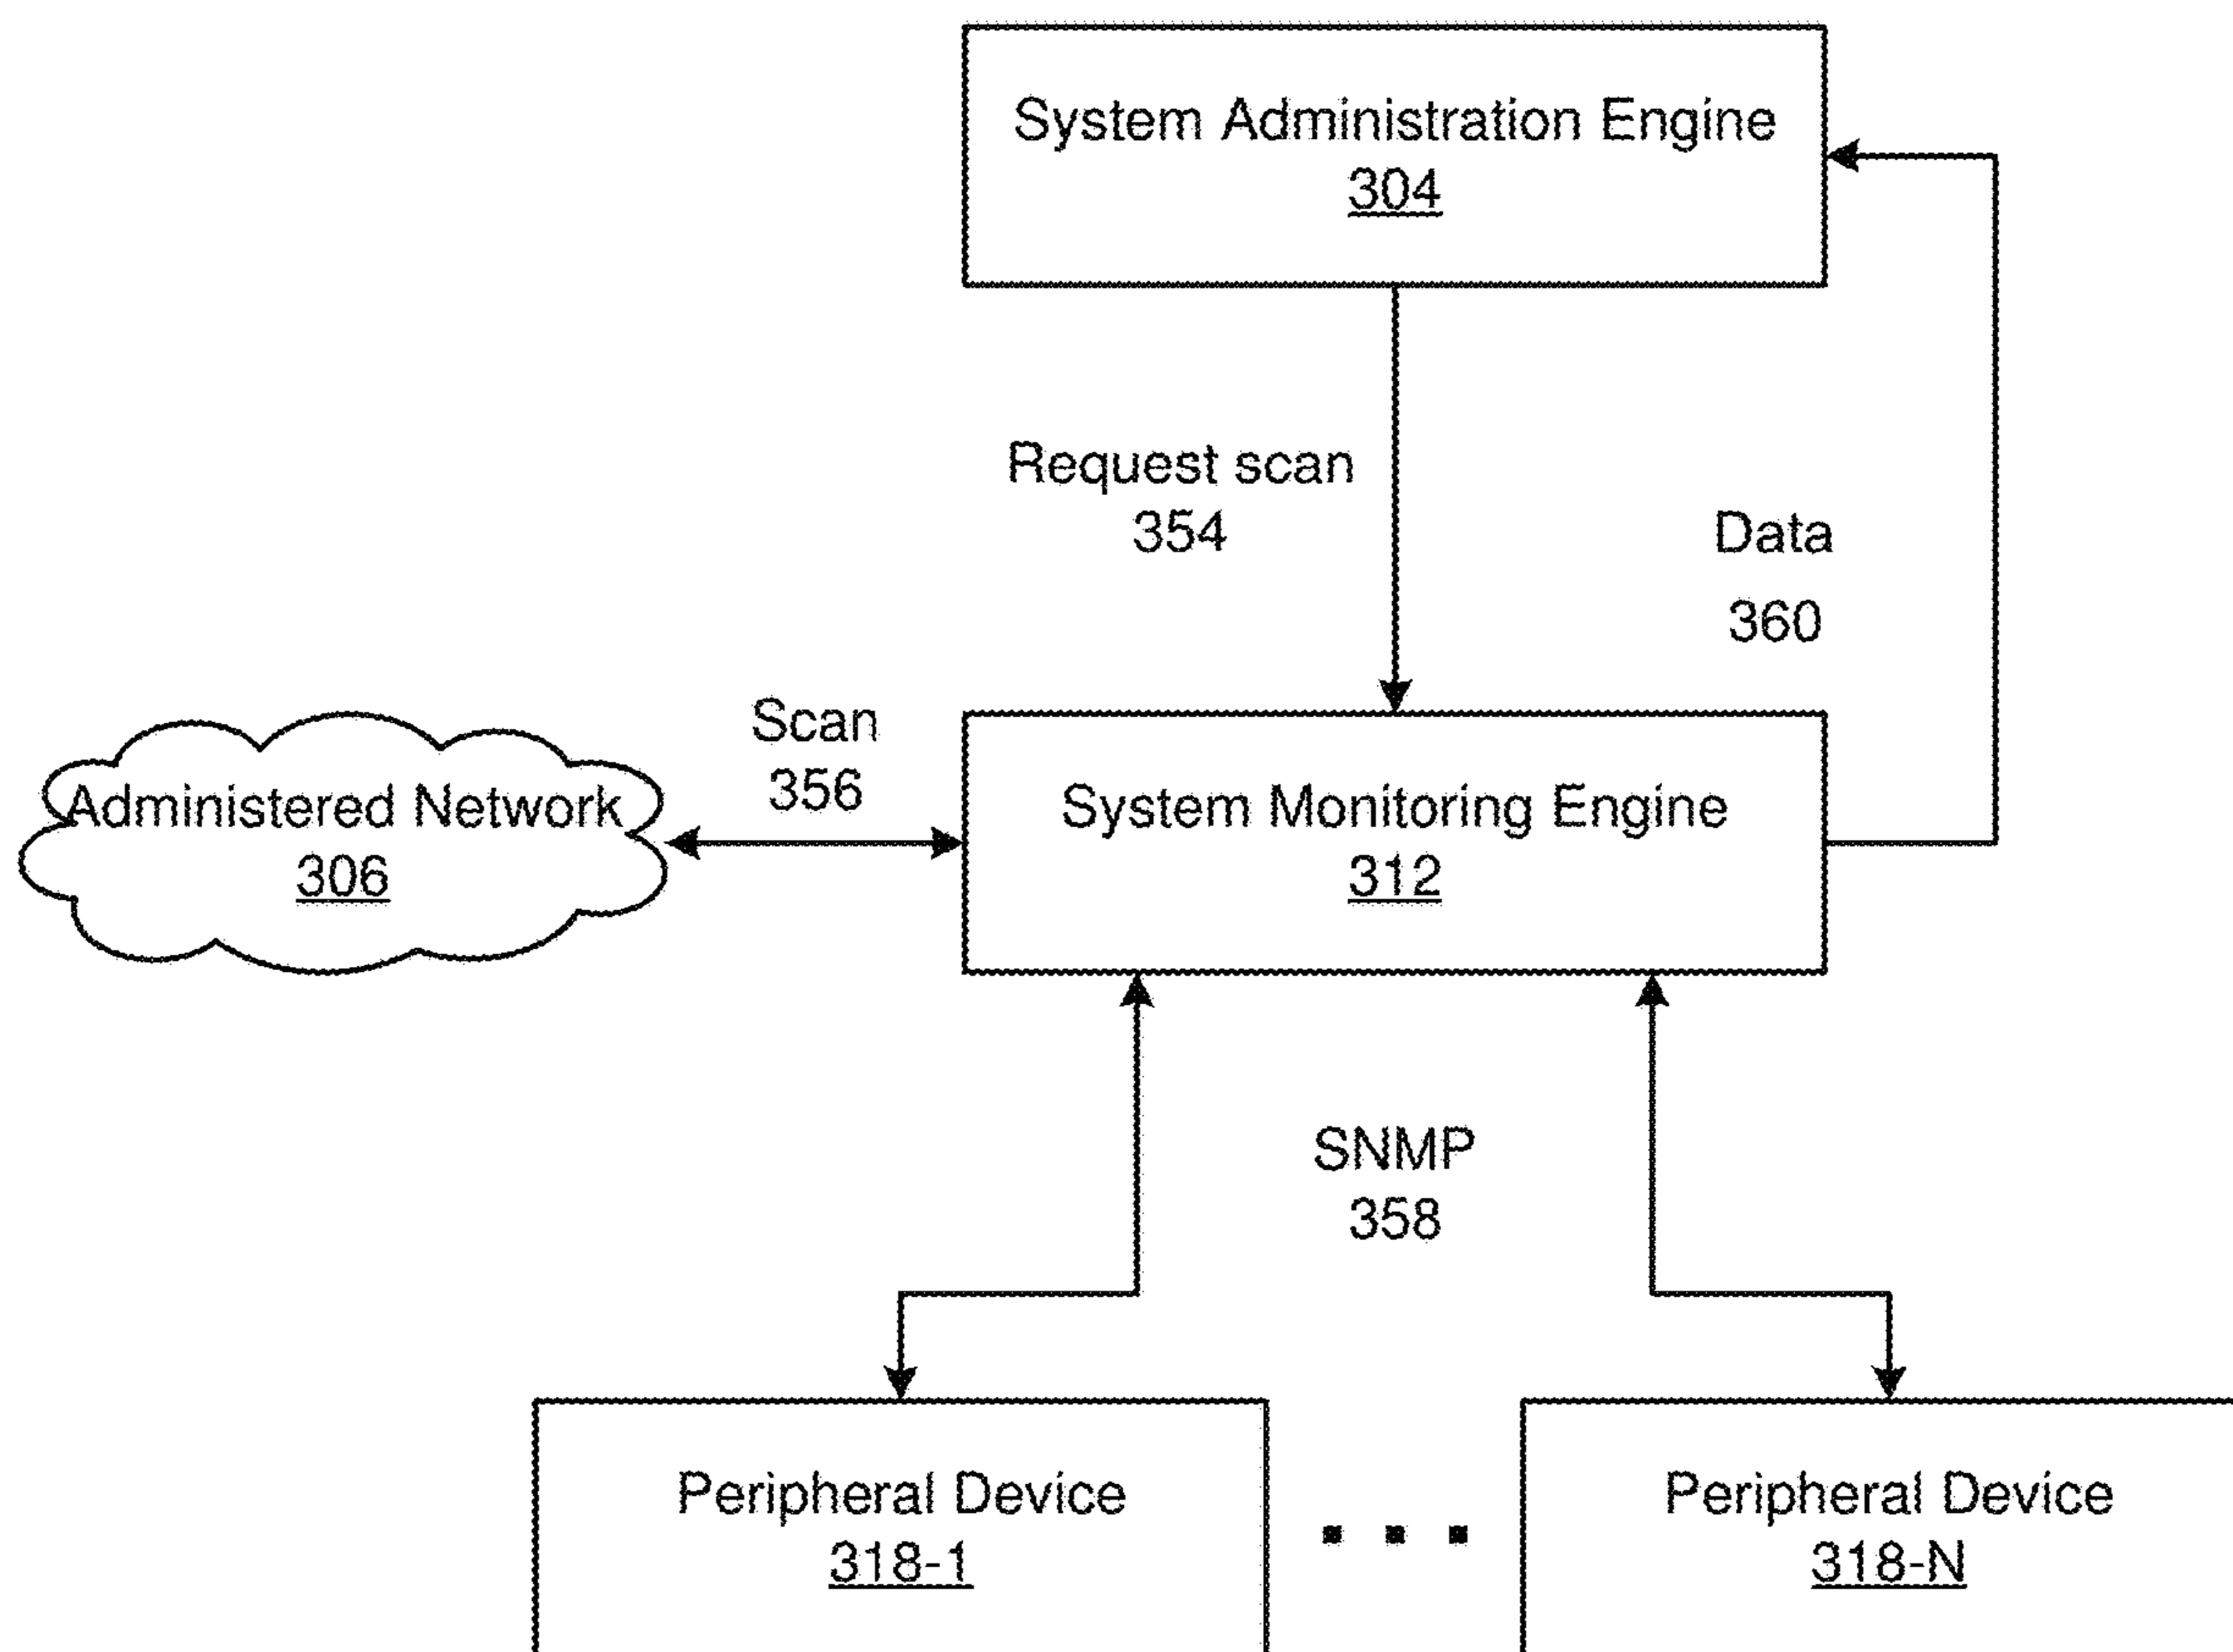 System Administration Engine
304
Request scan
354
Data
360
Scan
356
Administered Network
306
System Monitoring Engine
312
SNMP
358
Peripheral Device
318-1
Peripheral Device
318-N